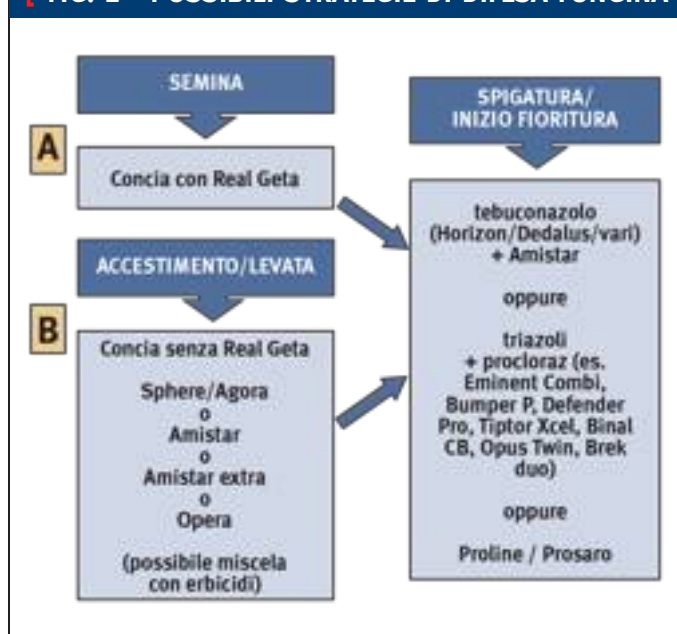 SEMINA
A
Concia con Real Geta
ACCESTIMENTO/LEVATA
B
Concia senza Real Geta
Sphere/Agora
o
Amistar
o
Amistar extra
o
Opera
(possibile miscela
con erbicidi)
SPIGATURA/
INIZIO FIORITURA
tebuconazolo
(Horizon/Dedalus/vari)
+ Amistar
oppure
triazoli
+ procloraz (es.
Eminent Combi,
Bumper P, Defender
Pro, Tiptor Xcel, Binal
CB, Opus Twin, Brek
duo)
oppure
Proline / Prosaro